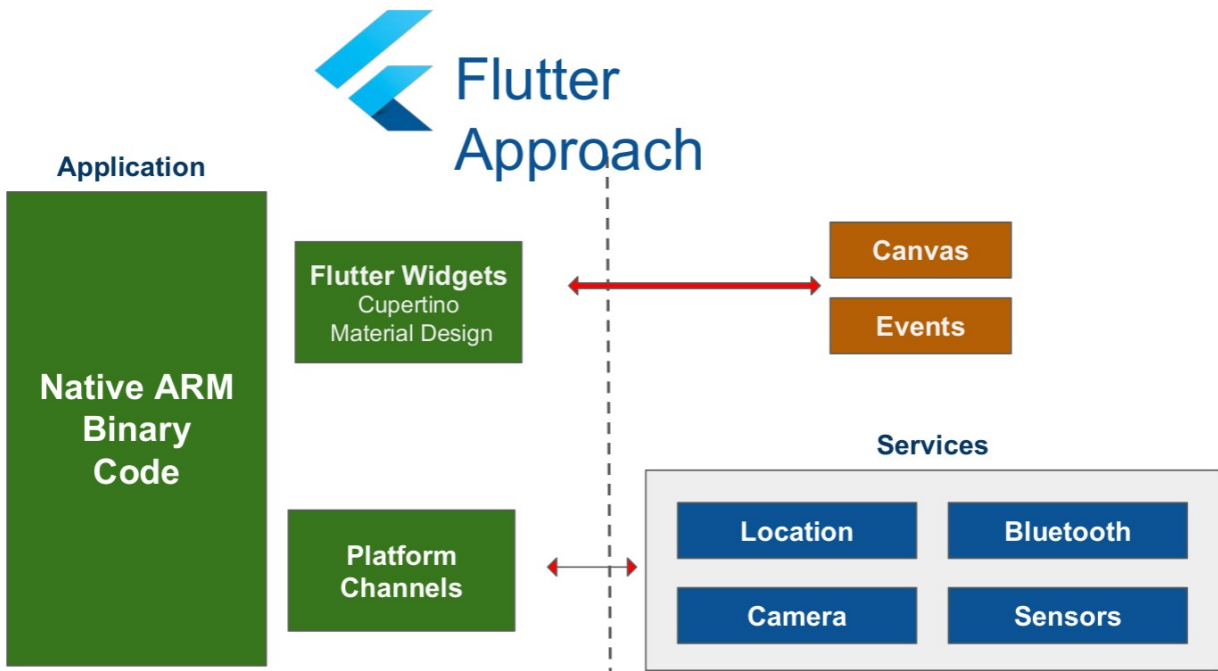 Flutter
Approach
Application
Native ARM
Binary
Code
Flutter Widgets
Cupertino
Material Design
Platform
Channels
Canvas
Events
Services
Location
Bluetooth
Camera
Sensors